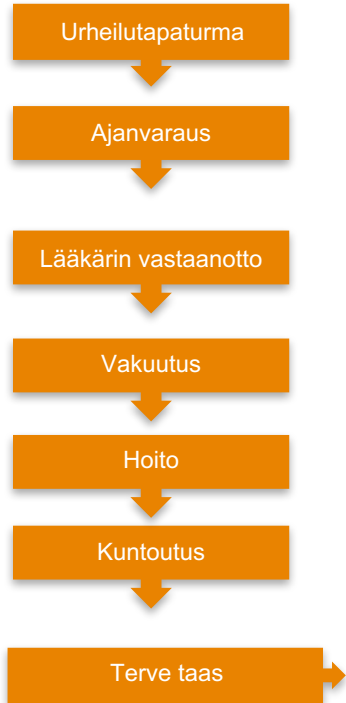 Urheilutapaturma
Ajanvaraus
Lääkärin vastaanotto
Vakuutus
Hoito
Kuntoutus
Terve taas